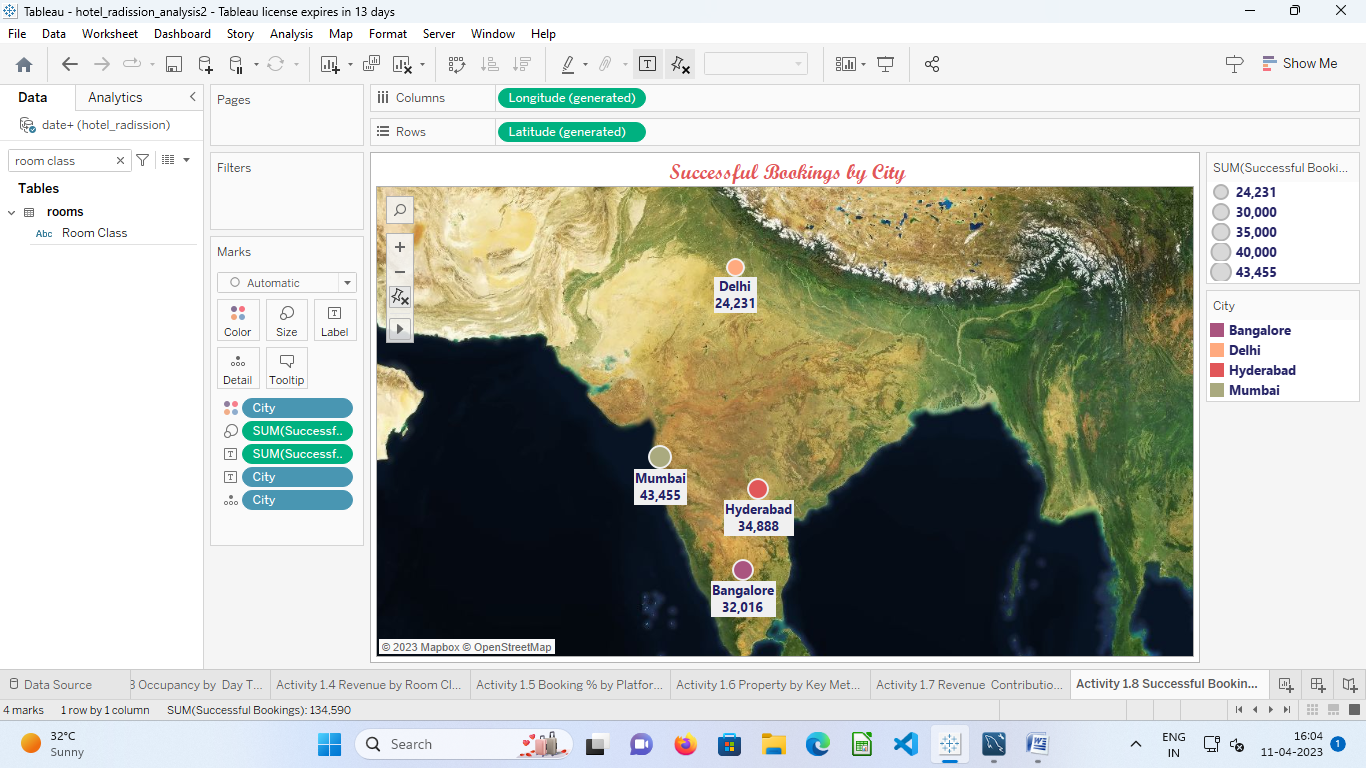 Tableau - hotel_radission_analysis2 - Tableau license expires in 13 days
File Data Worksheet Dashboard Story Analysis Map Format Server Window Help
Show Me
Data Analytics
date+ (hotel_radission)
room class
Tables
rooms
Abc Room Class
Pages
Filters
Marks
Automatic
Color Size Label
Detail Tooltip
City
SUM(Successf..
SUM(Successf..
City
City
Columns Longitude (generated)
Rows Latitude (generated)
Successful Bookings by City
Delhi
24,231
Mumbai
43,455
Hyderabad
34,888
Bangalore
32,016
© 2023 Mapbox © OpenStreetMap
SUM(Successful Booki...
24,231
30,000
35,000
40,000
43,455
City
Bangalore
Delhi
Hyderabad
Mumbai
Data Source 3 Occupancy by Day T... Activity 1.4 Revenue by Room Cl... Activity 1.5 Booking % by Platfor... Activity 1.6 Property by Key Met... Activity 1.7 Revenue Contributio... Activity 1.8 Successful Bookin...
4 marks 1 row by 1 column SUM(Successful Bookings): 134,590
32°C
Sunny
Search
ENG
IN
16:04
11-04-2023
1